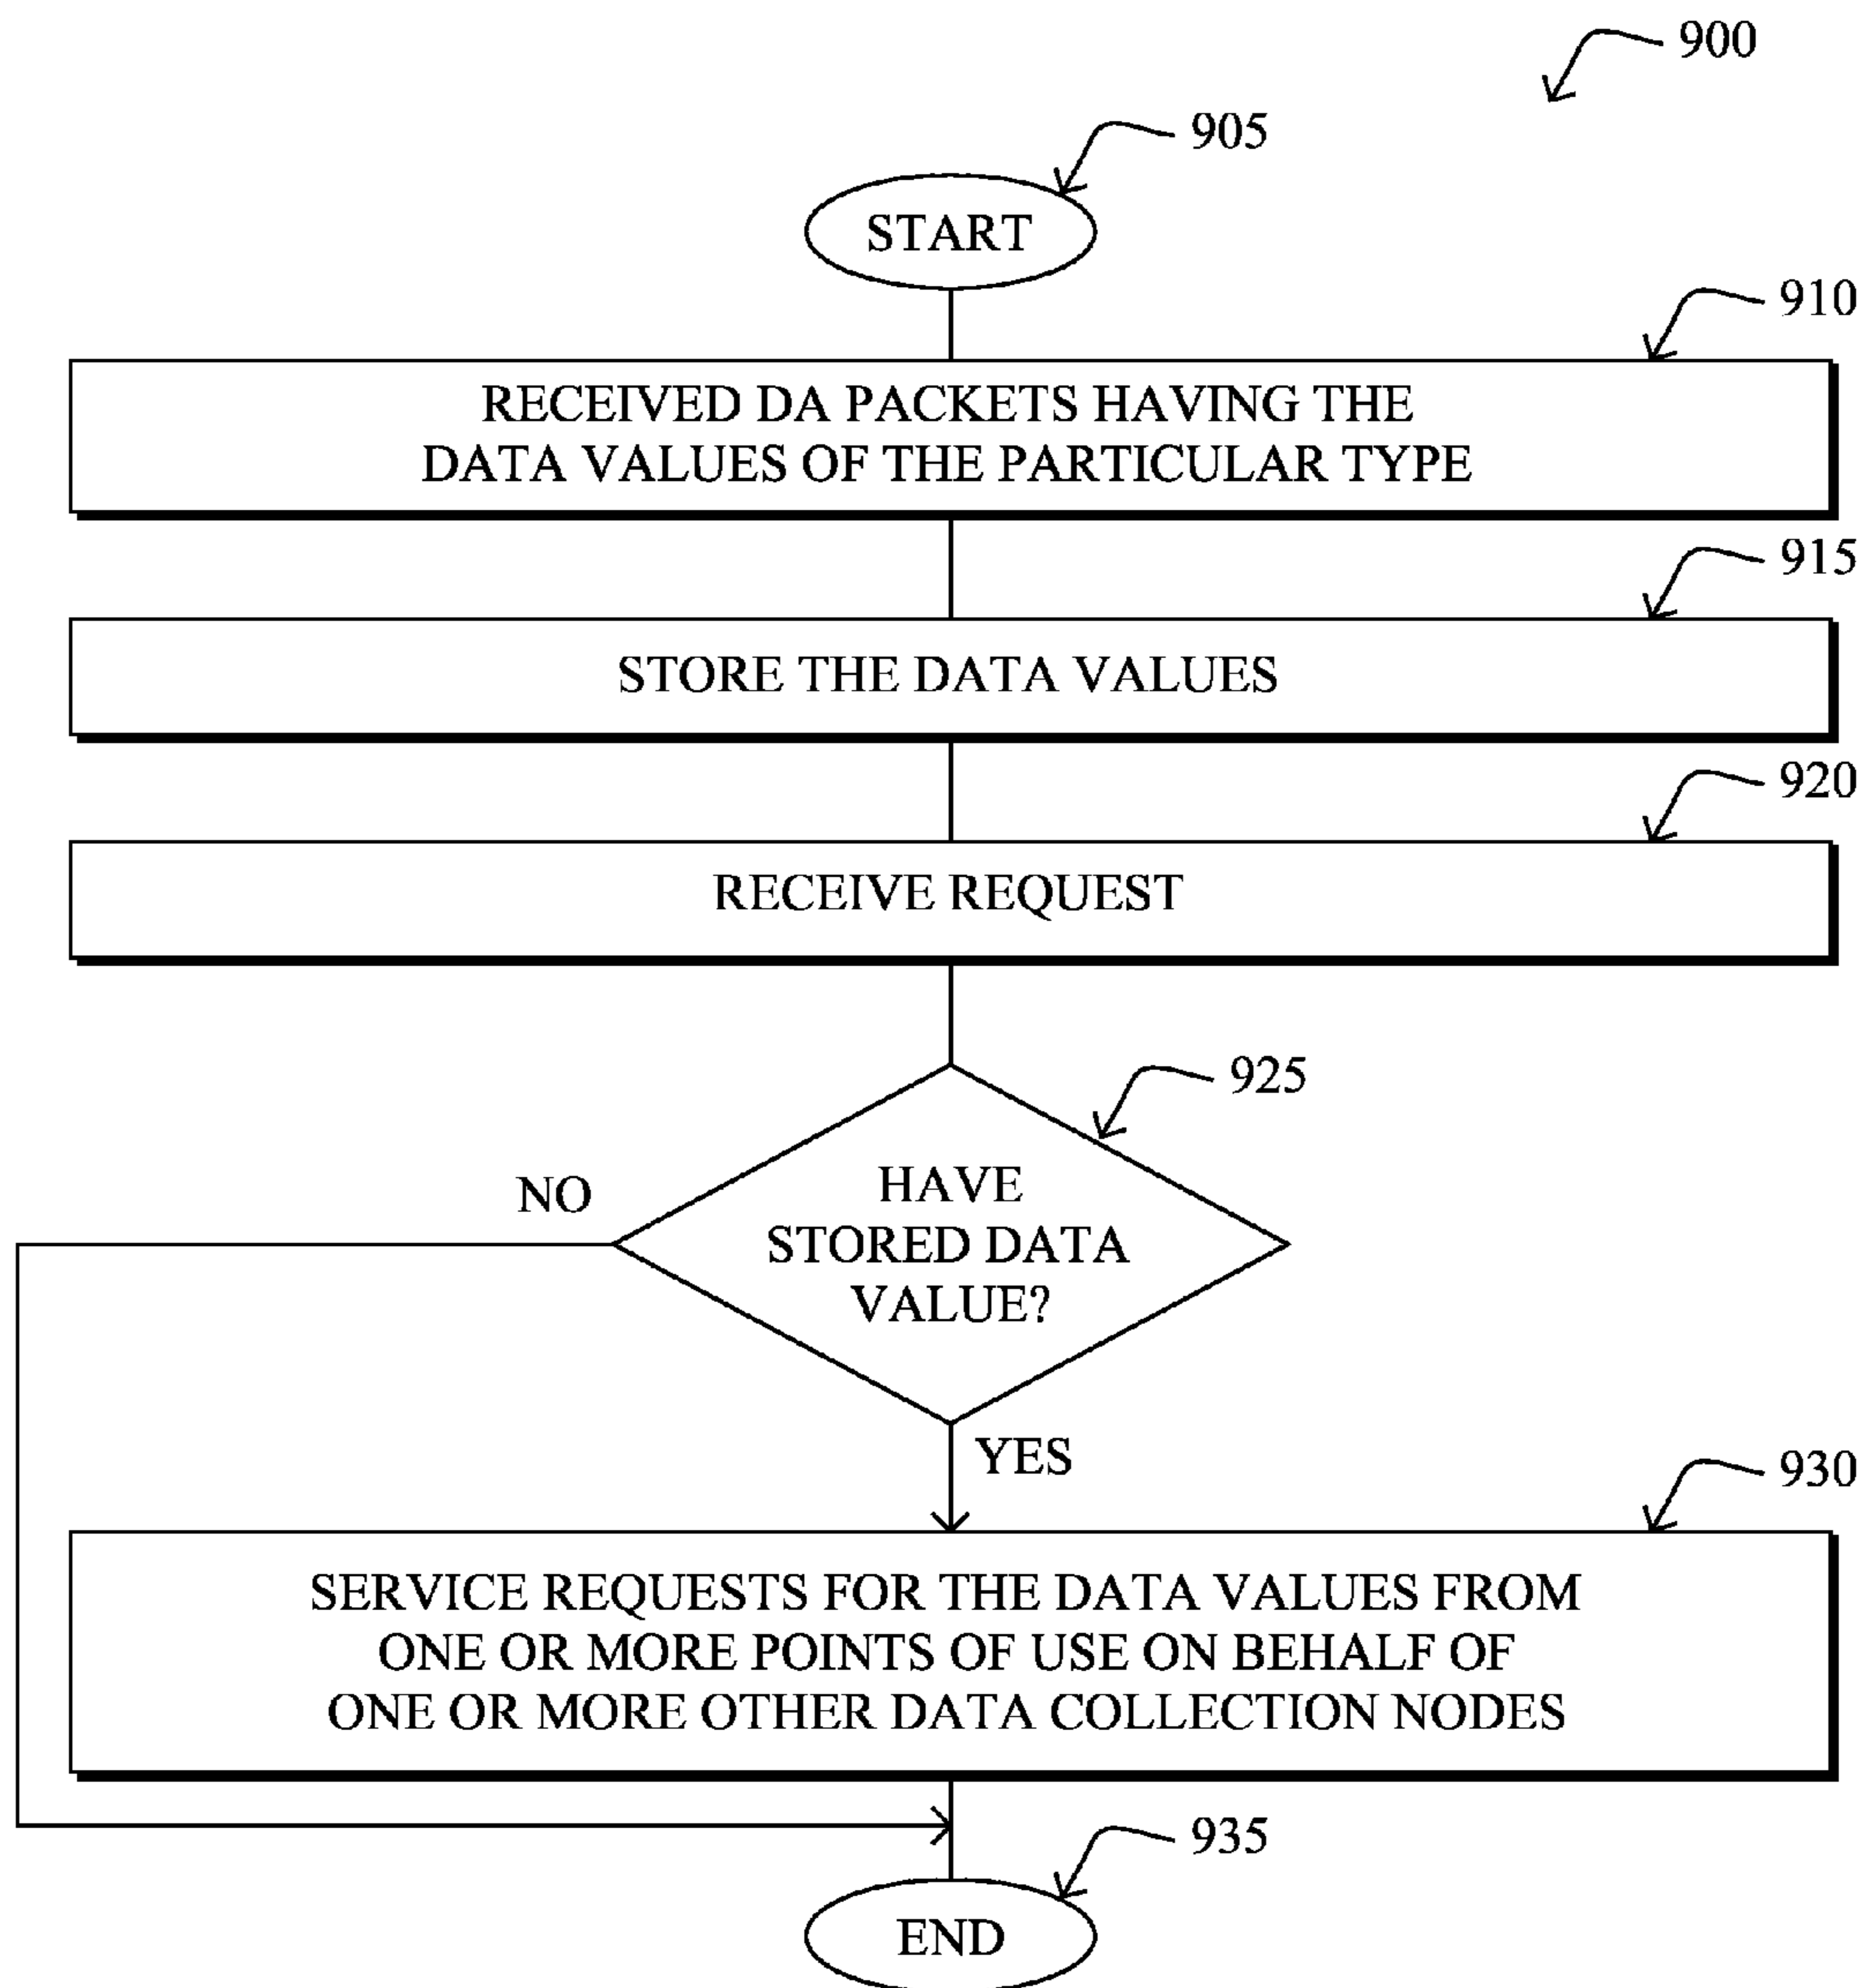 900
905
START
910
RECEIVED DA PACKETS HAVING THE
DATA VALUES OF THE PARTICULAR TYPE
915
STORE THE DATA VALUES
920
RECEIVE REQUEST
925
HAVE
STORED DATA
VALUE?
NO
YES
930
SERVICE REQUESTS FOR THE DATA VALUES FROM
ONE OR MORE POINTS OF USE ON BEHALF OF
ONE OR MORE OTHER DATA COLLECTION NODES
935
END